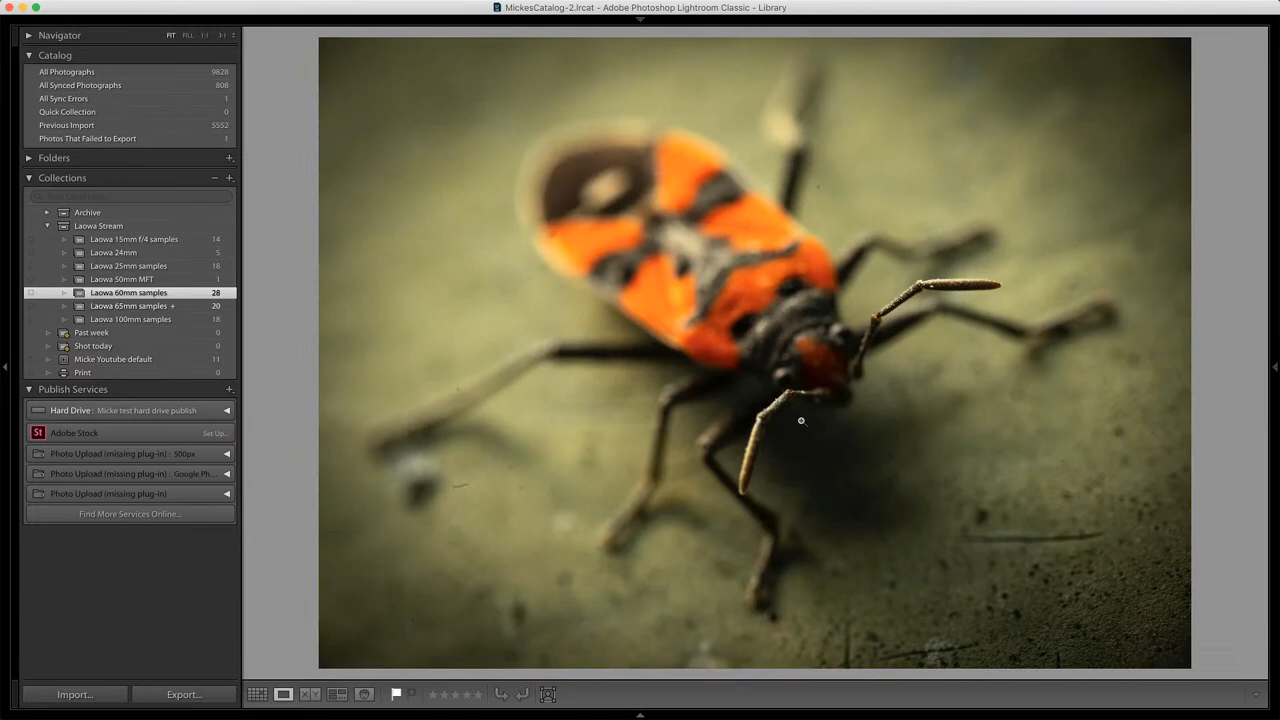 MickesCatalog-2.lrcat - Adobe Photoshop Lightroom Classic - Library
Navigator FIT FILL 1:1
Catalog
All Photographs 9828
All Synced Photographs 808
All Sync Errors 1
Quick Collection 0
Previous Import 5552
Photos That Failed to Export 1
Folders
Collections
Archive
Laowa Stream
Laowa 15mm f/4 samples 14
Laowa 24mm 5
Laowa 25mm samples 18
Laowa 50mm MFT 1
Laowa 60mm samples 28
Laowa 65mm samples + 20
Laowa 100mm samples 18
Past week 0
Shot today 0
Micke Youtube default 11
Print 0
Publish Services
Hard Drive : Micke test hard drive publish
St Adobe Stock Set Up...
Photo Upload (missing plug-in) : 500px
Photo Upload (missing plug-in) : Google Ph...
Photo Upload (missing plug-in)
Find More Services Online...
Import... Export... X Y